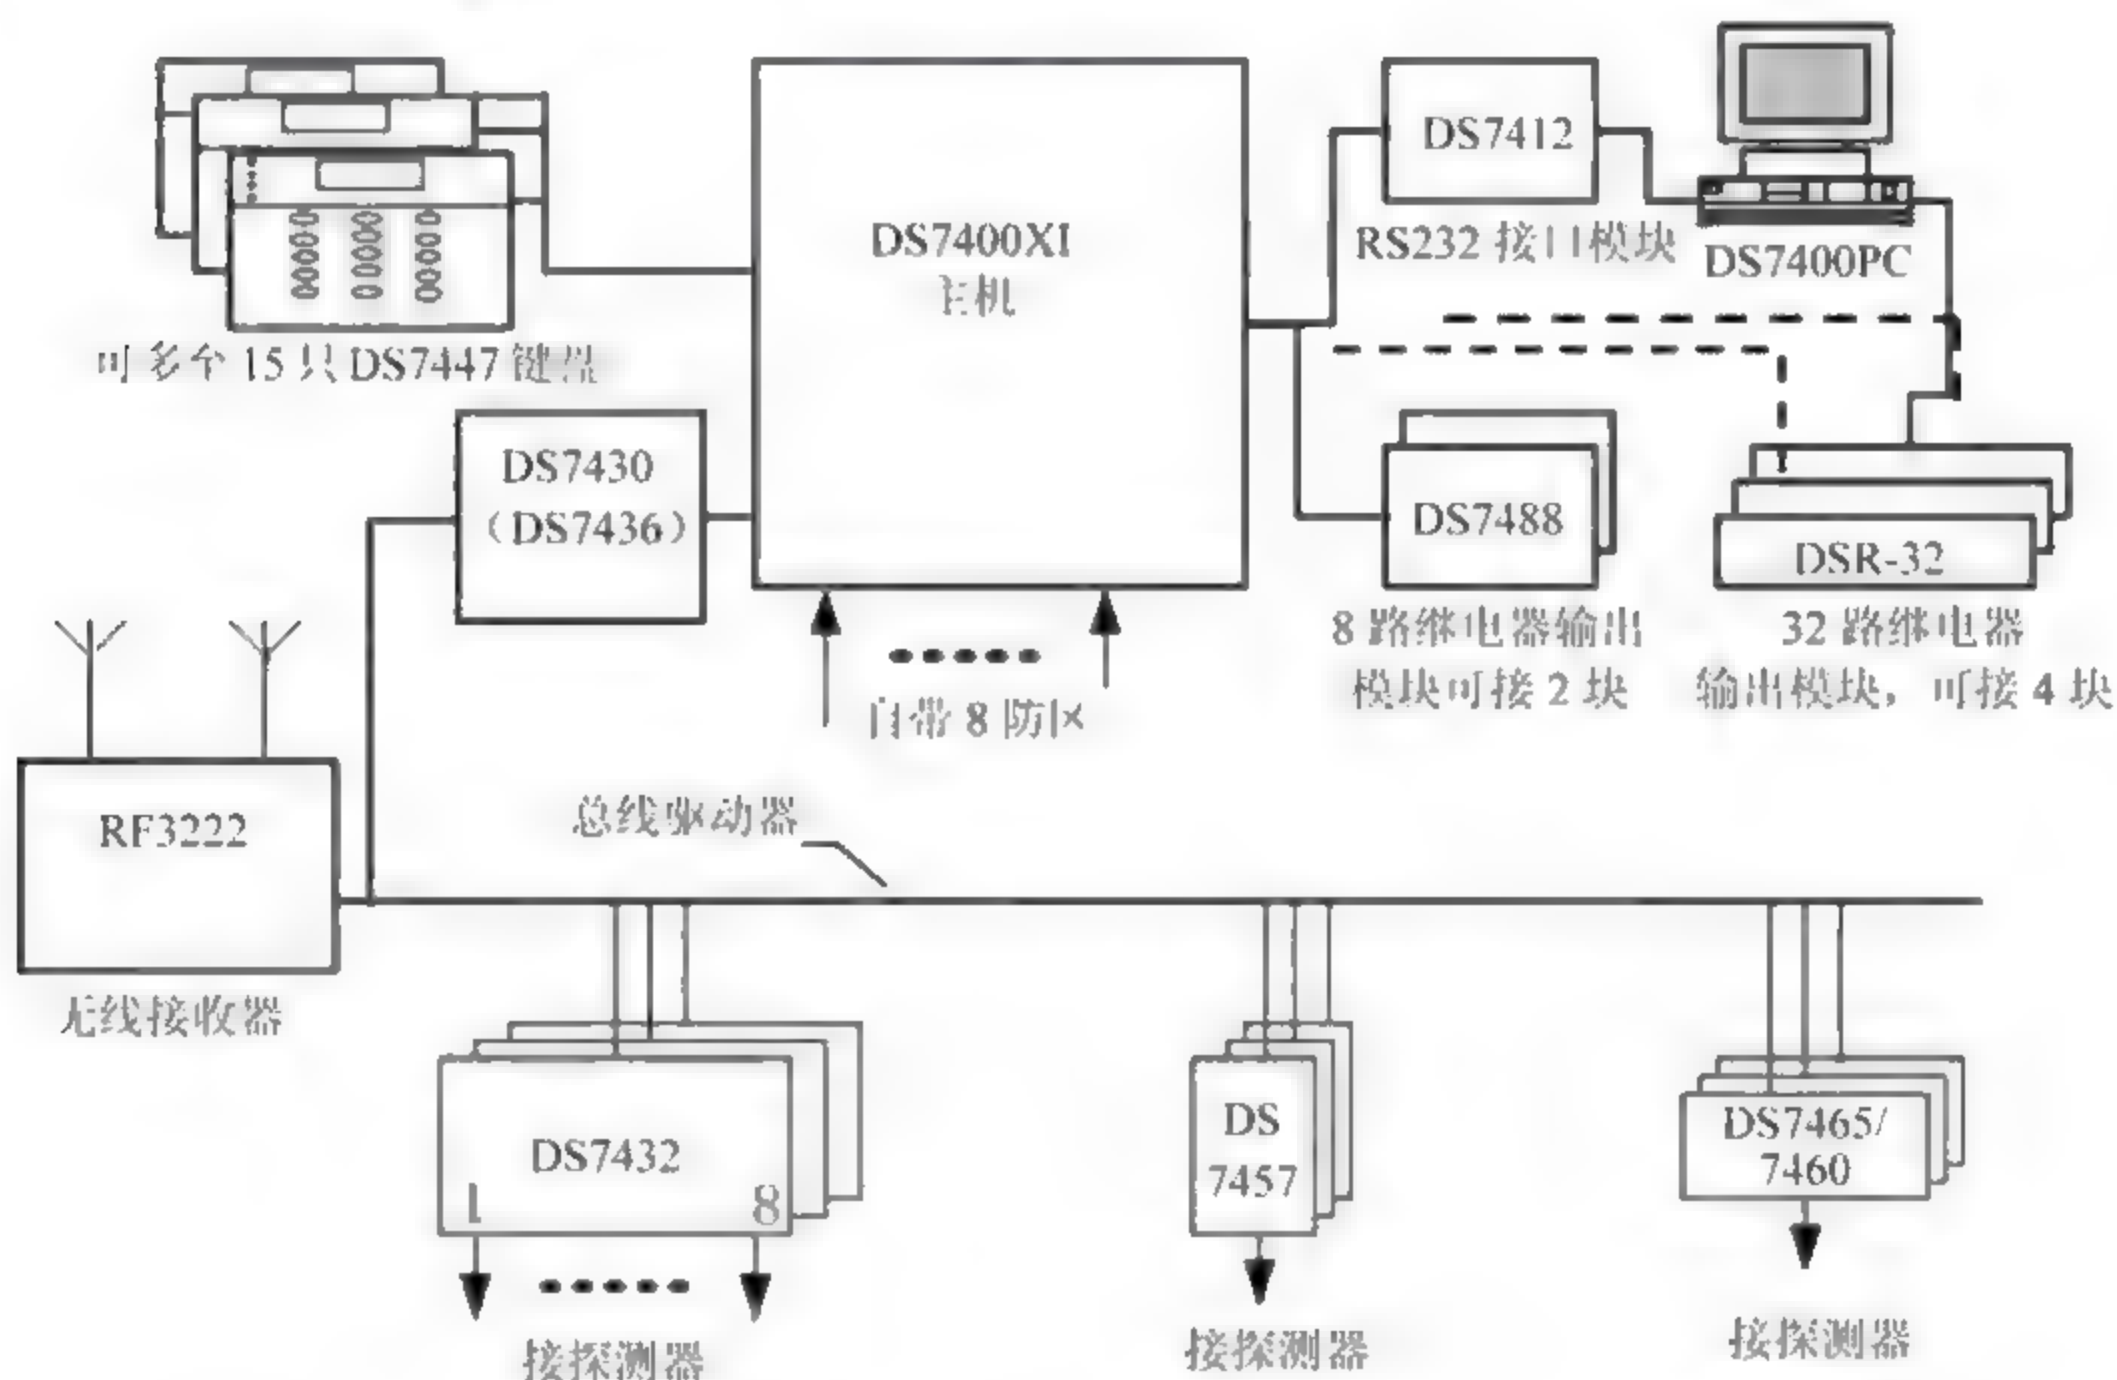 DS7400XI
主机
DS7412
RS232 接口模块
DS7400PC
可多个 15 只 DS7447 键盘
DS7430
（DS7436）
DS7488
DSR-32
8 路继电器输出
模块可接 2 块
32 路继电器
输出模块，可接 4 块
自带 8 防区
RF3222
无线接收器
总线驱动器
DS7432
1
8
接探测器
DS
7457
接探测器
DS7465/
7460
接探测器